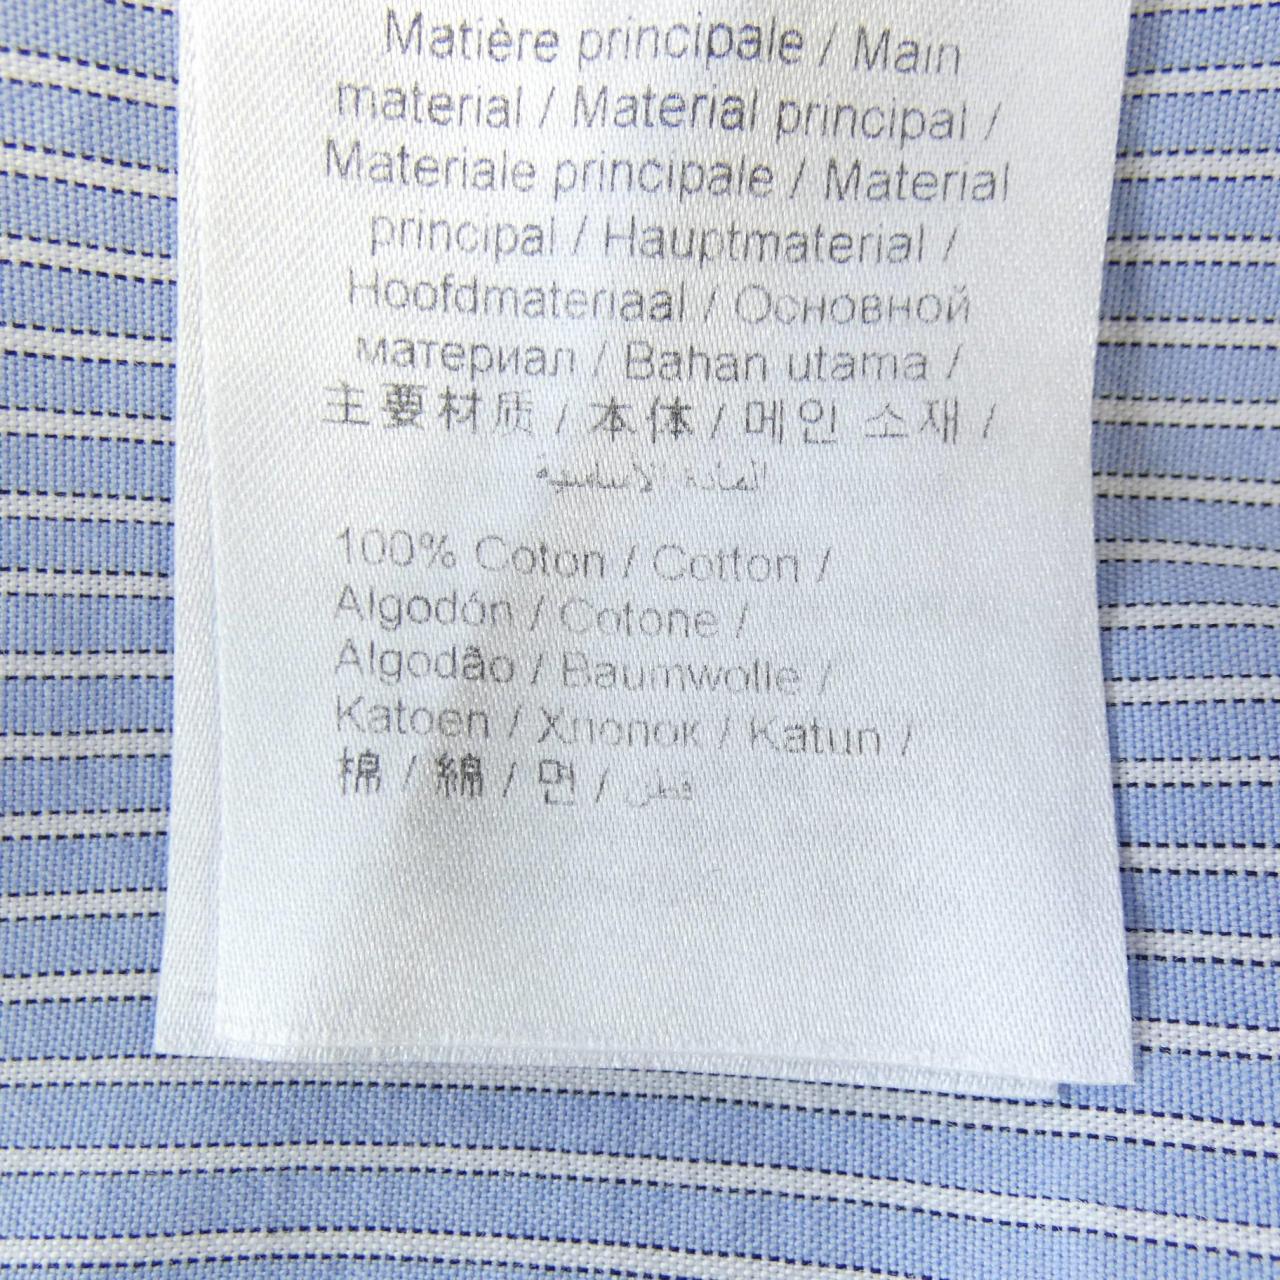 Matière principale / Main
material / Material principal /
Materiale principale / Material
principal / Hauptmaterial /
Hoofdmateriaal / Основной
материал / Bahan utama /
主要材质 / 本体 / 메인 소재 /
المادة الأساسية
100% Coton / Cotton /
Algodón / Cotone /
Algodão / Baumwolle /
Katoen / Хлопок / Katun /
棉 / 綿 / 면 / قطن